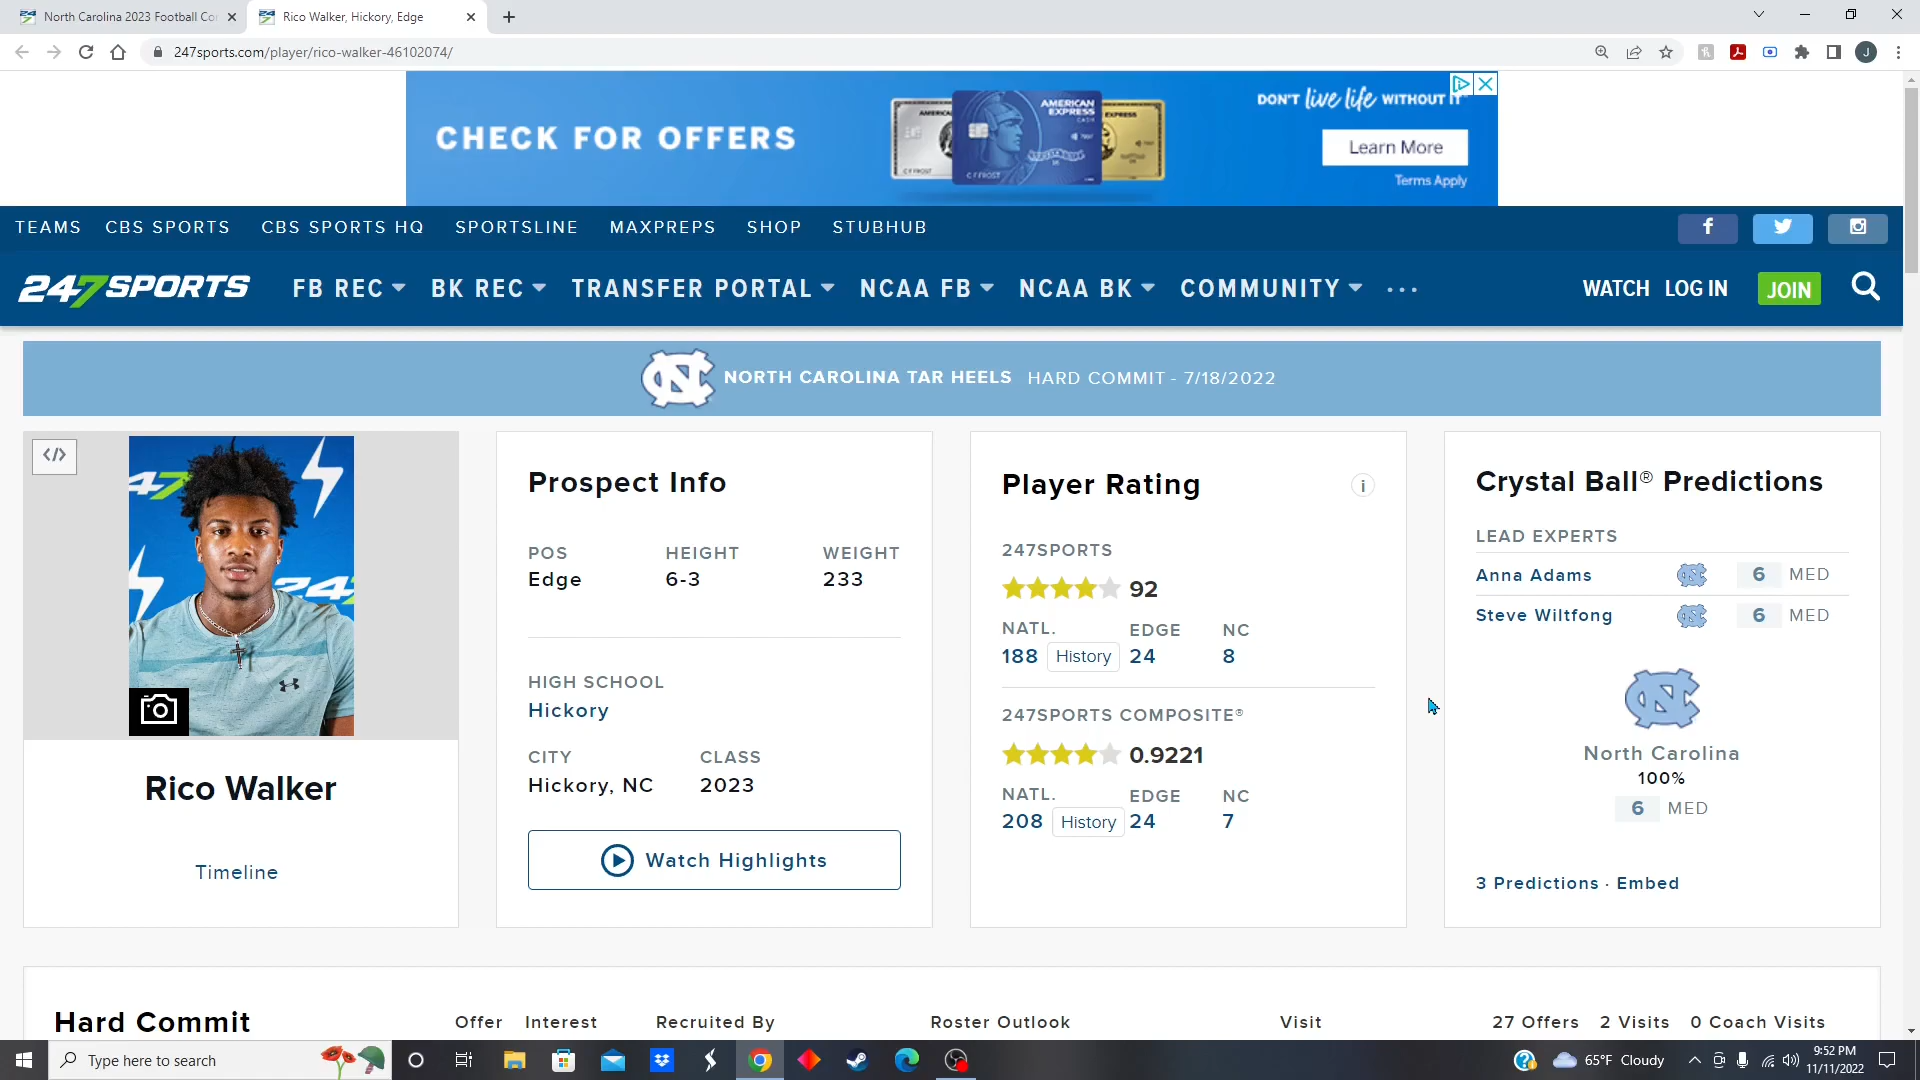 North Carolina 2023 Football Co
Rico Walker, Hickory, Edge
247sports.com/player/rico-walker-46102074/
J
CHECK FOR OFFERS
AMERICAN EXPRESS
C F FROST
DON'T live life WITHOUT IT
Learn More
Terms Apply
TEAMS CBS SPORTS CBS SPORTS HQ SPORTSLINE MAXPREPS SHOP STUBHUB
247SPORTS FB REC BK REC TRANSFER PORTAL NCAA FB NCAA BK COMMUNITY ... WATCH LOG IN JOIN
NC NORTH CAROLINA TAR HEELS HARD COMMIT - 7/18/2022
</>
247
Rico Walker
Timeline
Prospect Info
POS HEIGHT WEIGHT
Edge 6-3 233
HIGH SCHOOL
Hickory
CITY CLASS
Hickory, NC 2023
Watch Highlights
Player Rating i
247SPORTS
92
NATL. EDGE NC
188 History 24 8
247SPORTS COMPOSITE®
0.9221
NATL. EDGE NC
208 History 24 7
Crystal Ball® Predictions
LEAD EXPERTS
Anna Adams NC 6 MED
Steve Wiltfong NC 6 MED
NC
North Carolina
100%
6 MED
3 Predictions · Embed
Hard Commit Offer Interest Recruited By Roster Outlook Visit 27 Offers 2 Visits 0 Coach Visits
Type here to search
65°F Cloudy
9:52 PM
11/11/2022